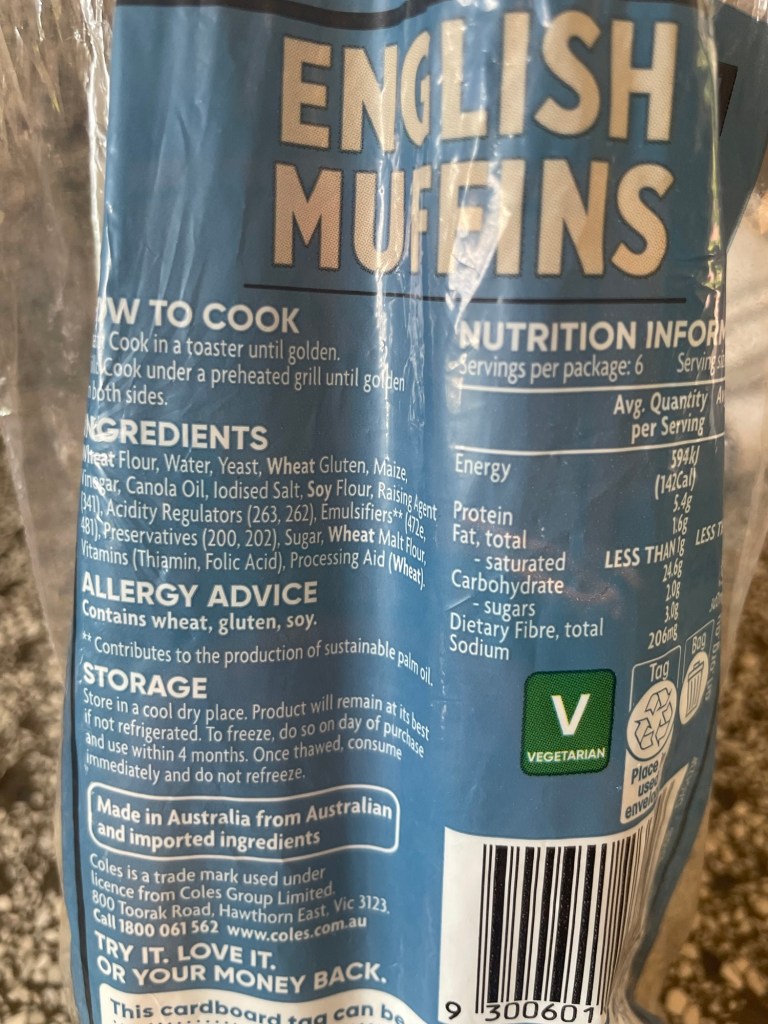 ENGLISH
MUFFINS
OW TO COOK
Cook in a toaster until golden.
Cook under a preheated grill until golden
both sides.
NGREDIENTS
Wheat Flour, Water, Yeast, Wheat Gluten, Maize,
Vinegar, Canola Oil, Iodised Salt, Soy Flour, Raising Agent
(341), Acidity Regulators (263, 262), Emulsifiers** (472e,
481), Preservatives (200, 202), Sugar, Wheat Malt Flour,
Vitamins (Thiamin, Folic Acid), Processing Aid (Wheat).
ALLERGY ADVICE
Contains wheat, gluten, soy.
** Contributes to the production of sustainable palm oil.
STORAGE
Store in a cool dry place. Product will remain at its best
if not refrigerated. To freeze, do so on day of purchase
and use within 4 months. Once thawed, consume
immediately and do not refreeze.
Made in Australia from Australian
and imported ingredients
Coles is a trade mark used under
licence from Coles Group Limited.
800 Toorak Road, Hawthorn East, Vic 3123.
Call 1800 061 562 www.coles.com.au
TRY IT. LOVE IT.
OR YOUR MONEY BACK.
This cardboard tag can be
NUTRITION INFORM
Servings per package: 6 Serving si
Avg. Quantity Av
per Serving
Energy 594kJ
(142Cal)
Protein 5.4g
Fat, total 1.6g
- saturated LESS THAN 1g LESS T
Carbohydrate 24.6g
- sugars 2.0g
Dietary Fibre, total 3.0g
Sodium 206mg
V
VEGETARIAN
Tag
Bag
Place
used
envelo
9 300601